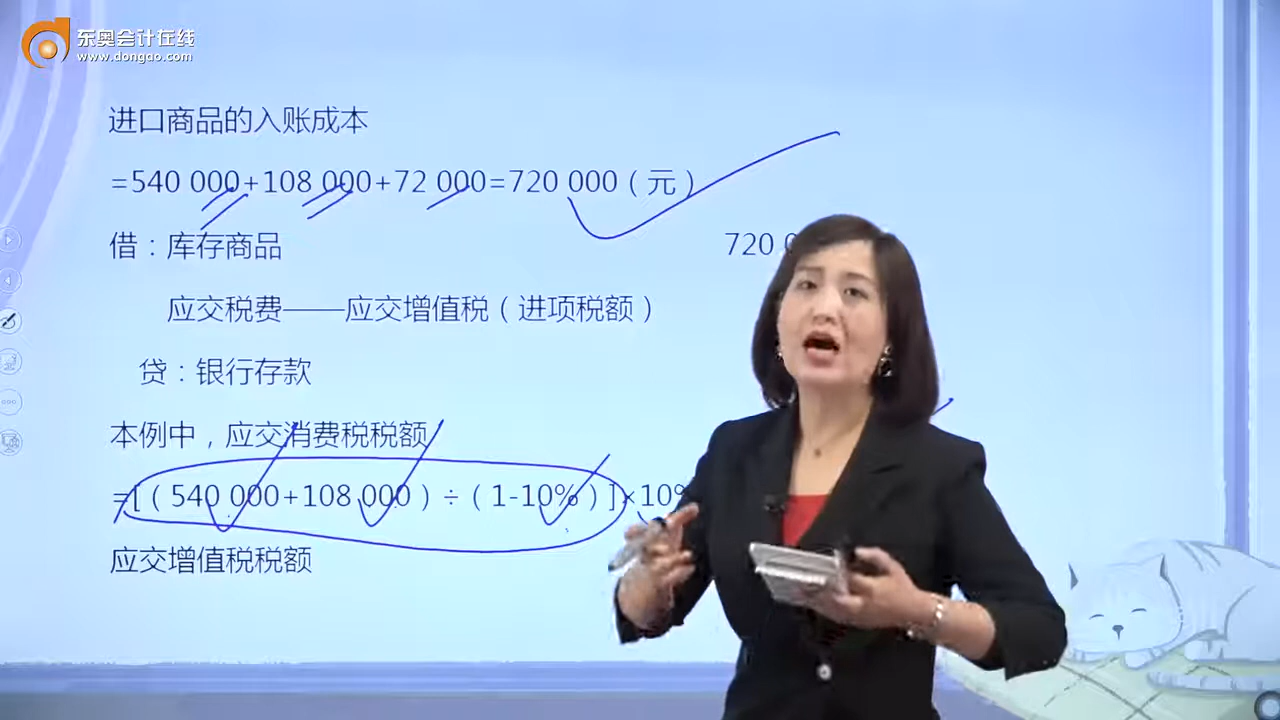 东奥会计在线
www.dongao.com
进口商品的入账成本
=540 000+108 000+72 000=720 000（元）
借：库存商品 720
应交税费——应交增值税（进项税额）
贷：银行存款
本例中，应交消费税税额
=[（540 000+108 000）÷（1-10%）]×10%
应交增值税税额